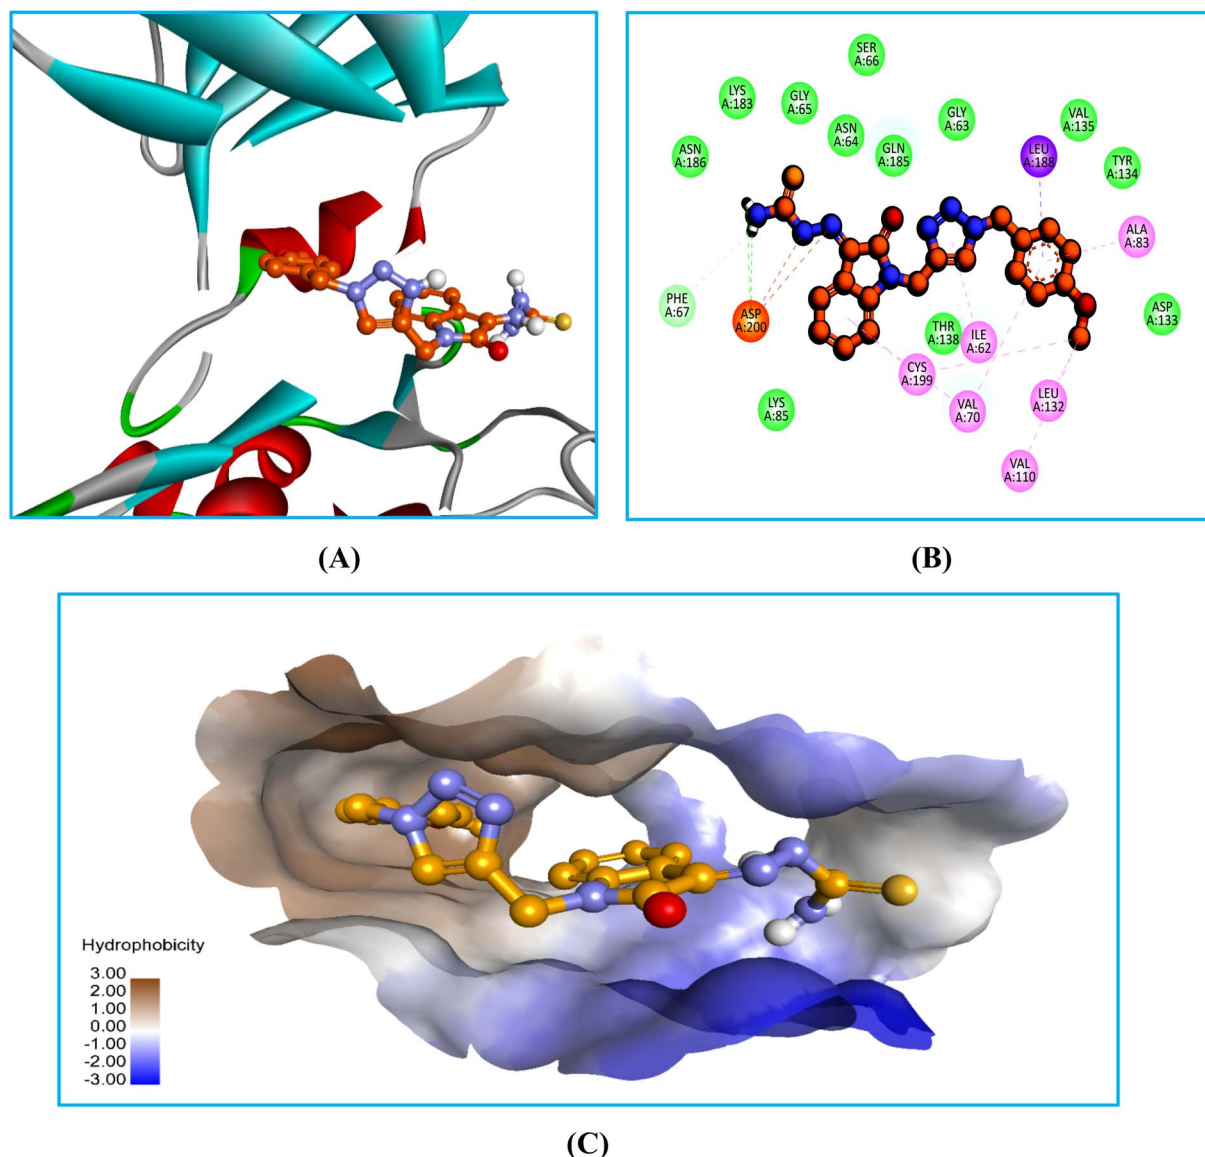 SER
A:66
LYS
A:183
GLY
A:65
GLY
A:63
VAL
A:135
ASN
A:64
ASN
A:186
GLN
A:185
LEU
A:188
TYR
A:134
ALA
A:83
PHE
A:67
ASP
A:200
ASP
A:133
THR
A:138
ILE
A:62
CYS
A:199
LYS
A:85
VAL
A:70
LEU
A:132
VAL
A:110
(A)
(B)
Hydrophobicity
3.00
2.00
1.00
0.00
-1.00
-2.00
-3.00
(C)